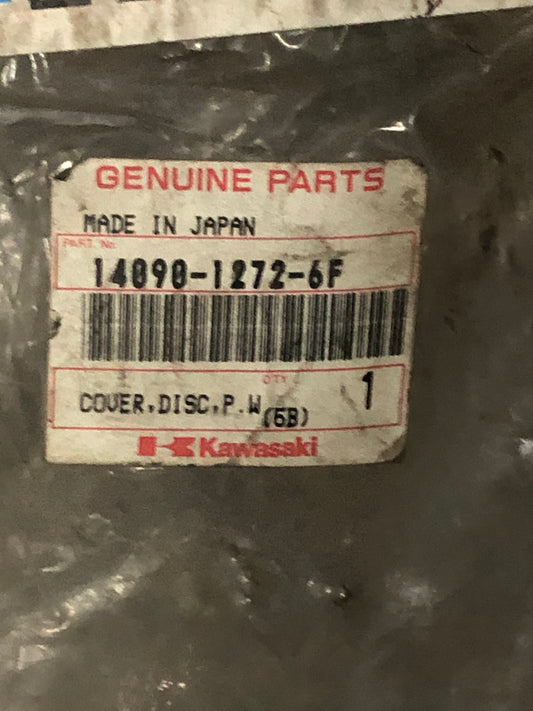 GENUINE PARTS
MADE IN JAPAN
PART No.
14090-1272-6F
QTY
COVER,DISC,P.W(6B) 1
Kawasaki